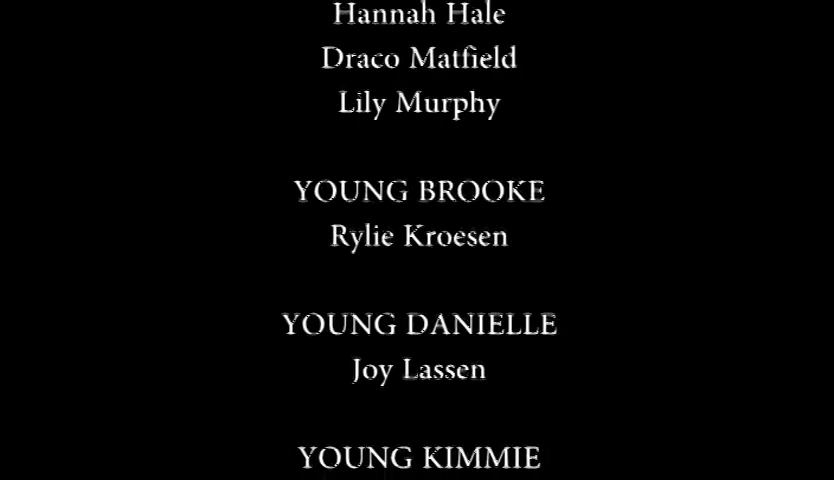 Hannah Hale
Draco Matfield
Lily Murphy
YOUNG BROOKE
Rylie Kroesen
YOUNG DANIELLE
Joy Lassen
YOUNG KIMMIE